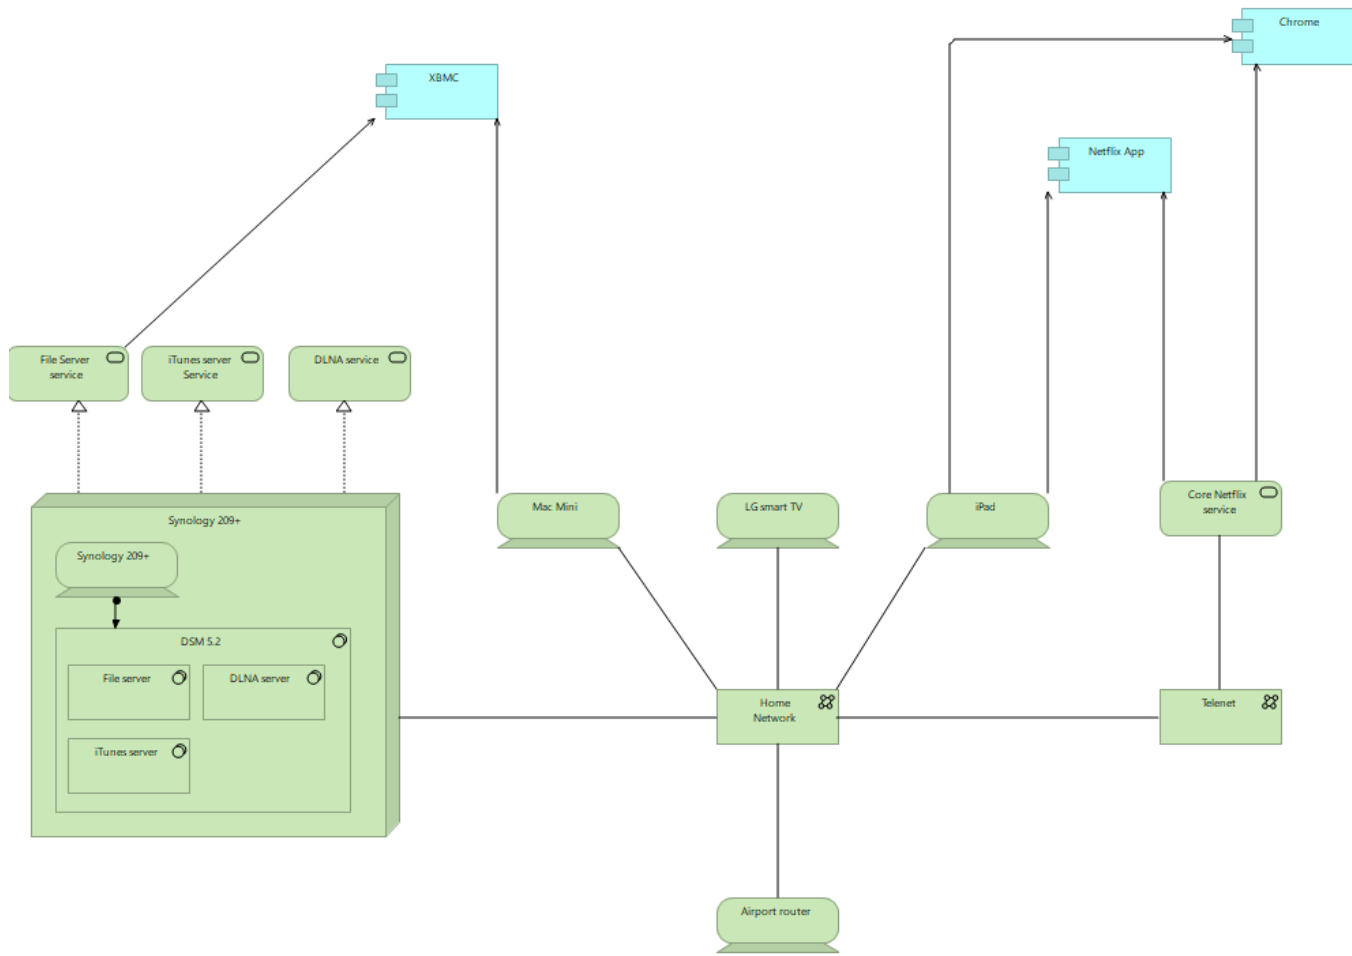 Chrome
XBMC
Netflix App
File Server
service
iTunes server
Service
DLNA service
Core Netflix
service
Mac Mini
LG smart TV
iPad
Synology 209+
Synology 209+
DSM 5.2
File server
DLNA server
iTunes server
Home
Network
Telenet
Airport router